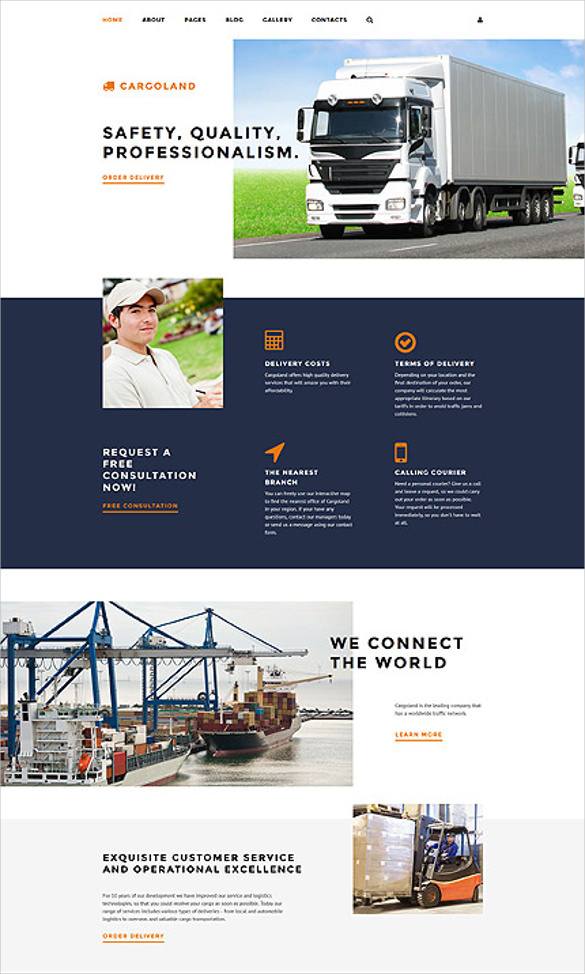 HOME ABOUT PAGES BLOG GALLERY CONTACTS
CARGOLAND
SAFETY, QUALITY,
PROFESSIONALISM.
ORDER DELIVERY
DELIVERY COSTS
Cargoland offers high quality delivery
services that will amaze you with their
affordability.
TERMS OF DELIVERY
Depending on your location and the
final destination of your order, our
company will calculate the most
appropriate itinerary based on our
tariffs in order to avoid traffic jams and
collisions.
REQUEST A
FREE
CONSULTATION
NOW!
FREE CONSULTATION
THE NEAREST
BRANCH
You can freely use our interactive map
to find the nearest office of Cargoland
in your region. If your have any
questions, contact our managers today
or send us a message using our contact
form.
CALLING COURIER
Need a personal courier? Give us a call
and leave a request, so we could carry
out your order as soon as possible.
Your request will be processed
immediately, so you don't have to wait
at all.
WE CONNECT
THE WORLD
Cargoland is the leading company that
has a worldwide traffic network.
LEARN MORE
EXQUISITE CUSTOMER SERVICE
AND OPERATIONAL EXCELLENCE
For 10 years of our development we have improved our service and logistics
technologies, so that you could receive your cargo as soon as possible. Today our
range of services includes various types of deliveries - from local and automobile
logistics to oversea and valuable cargo transportation.
ORDER DELIVERY